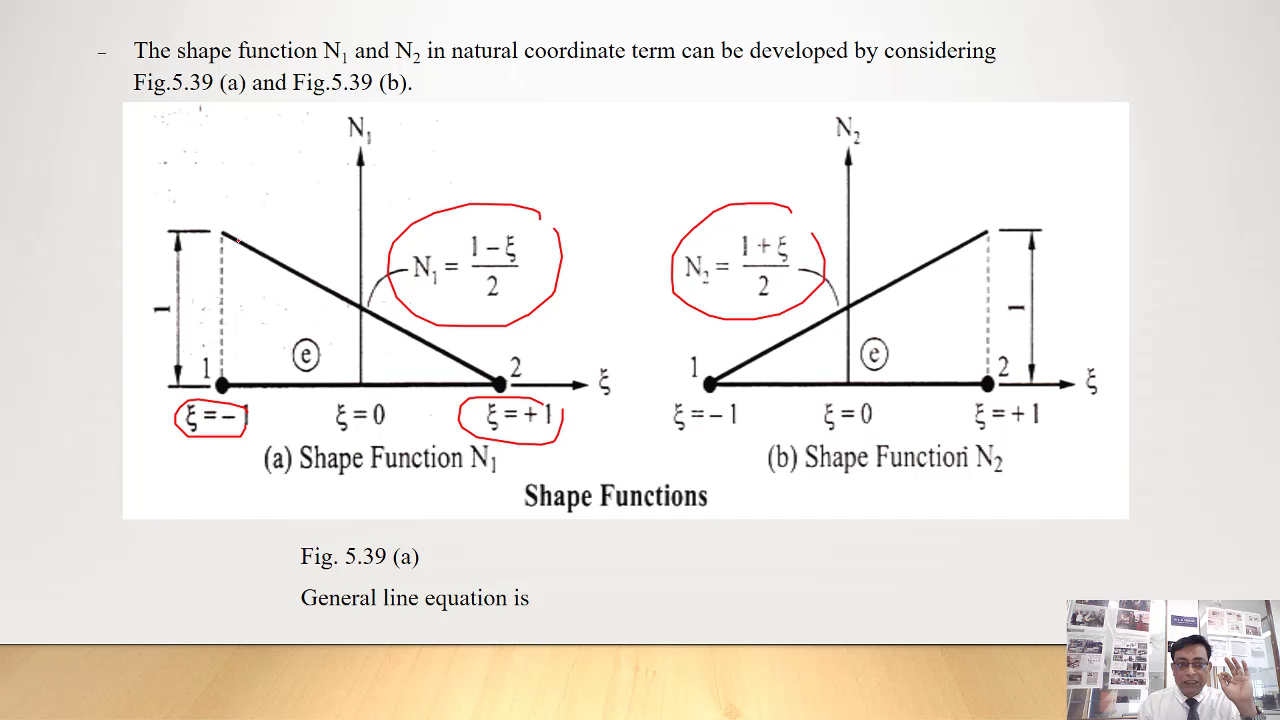 – The shape function N₁ and N₂ in natural coordinate term can be developed by considering
Fig.5.39 (a) and Fig.5.39 (b).
N₁
N₁ = (1 – ξ)/2
1
1
e
2
ξ
ξ = – 1
ξ = 0
ξ = + 1
(a) Shape Function N₁
N₂
N₂ = (1 + ξ)/2
1
1
e
2
ξ
ξ = – 1
ξ = 0
ξ = + 1
(b) Shape Function N₂
Shape Functions
Fig. 5.39 (a)
General line equation is